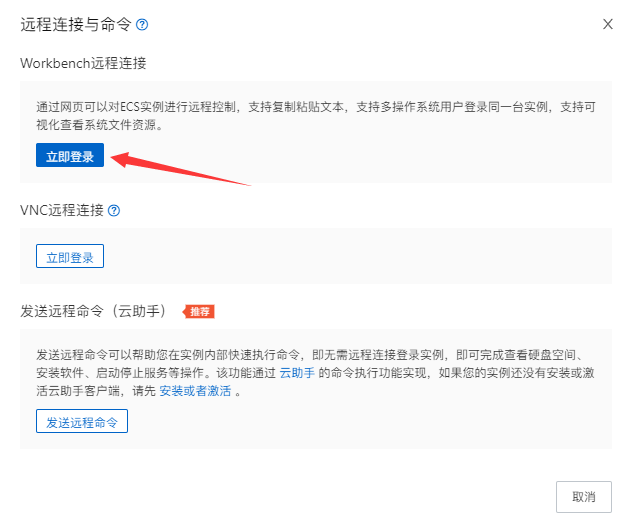 远程连接与命令
Workbench远程连接
通过网页可以对ECS实例进行远程控制，支持复制粘贴文本，支持多操作系统用户登录同一台实例，支持可
视化查看系统文件资源。
立即登录
VNC远程连接
立即登录
发送远程命令（云助手） 推荐
发送远程命令可以帮助您在实例内部快速执行命令，即无需远程连接登录实例，即可完成查看硬盘空间、
安装软件、启动停止服务等操作。该功能通过 云助手 的命令执行功能实现，如果您的实例还没有安装或激
活云助手客户端，请先 安装或者激活 。
发送远程命令
取消